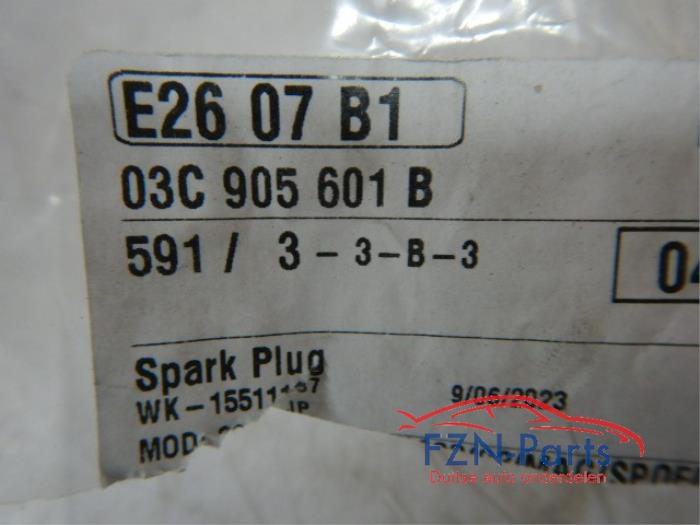 E26 07 B1
03C 905 601 B
591 / 3 - 3-B-3
04
Spark Plug
9/06/2023
MOD:
FZN Parts
Duitse auto onderdelen